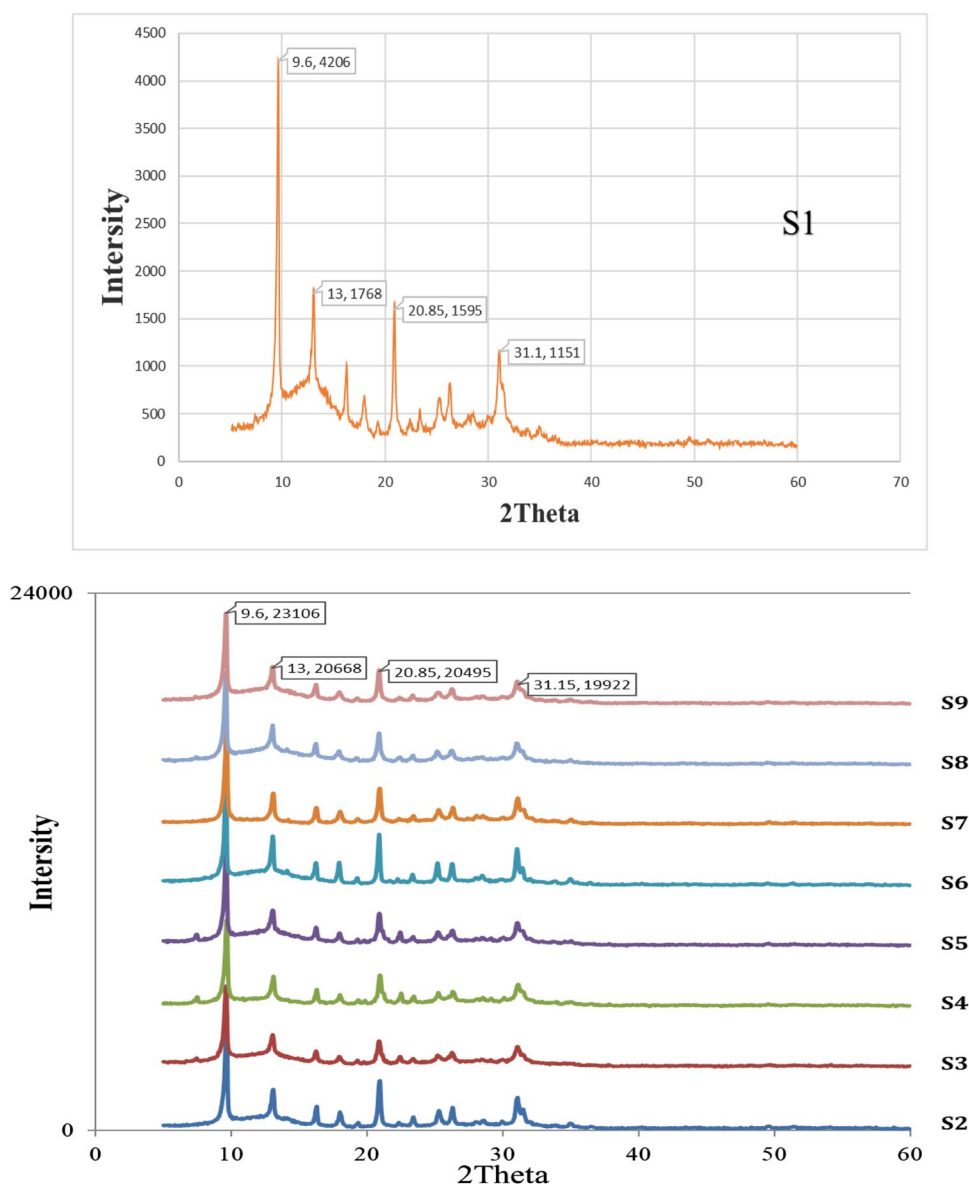 4500
9.6, 4206
4000
3500
3000
2500
S1
2000
13, 1768
20.85, 1595
1500
31.1, 1151
1000
500
0
Intersity
0 10 20 30 40 50 60 70
2Theta
24000
9.6, 23106
13, 20668
20.85, 20495
31.15, 19922
S9
S8
S7
S6
S5
S4
S3
S2
Intersity
0
0 10 20 30 40 50 60
2Theta